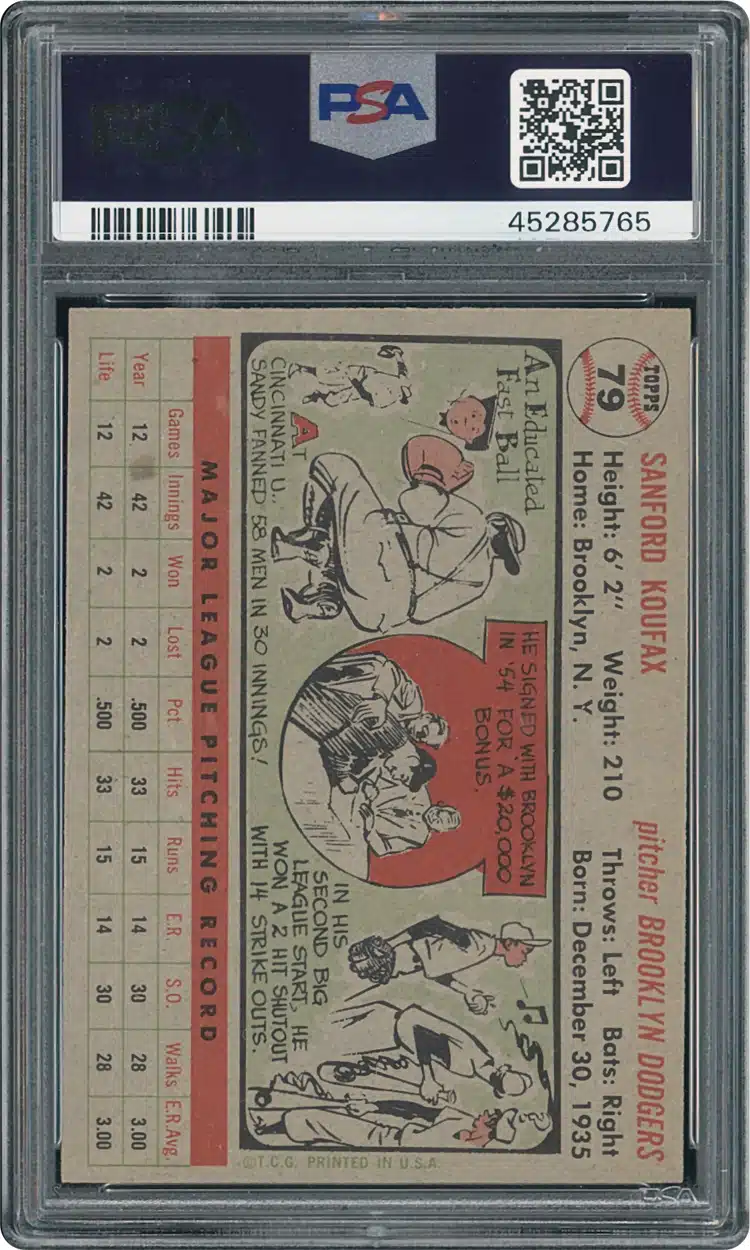 PSA
45285765
TOPPS
79
SANFORD KOUFAX pitcher BROOKLYN DODGERS
Height: 6' 2" Weight: 210 Throws: Left Bats: Right
Home: Brooklyn, N. Y. Born: December 30, 1935
An Educated
Fast Ball
AT
CINCINNATI U.,
SANDY FANNED 58 MEN IN 30 INNINGS!
HE SIGNED WITH BROOKLYN
IN '54 FOR A $20,000
BONUS.
IN HIS
SECOND BIG
LEAGUE START, HE
WON A 2 HIT SHUTOUT
WITH 14 STRIKE OUTS.
©T.C.G. PRINTED IN U.S.A.
MAJOR LEAGUE PITCHING RECORD
Games Innings Won Lost Pct. Hits Runs E.R. S.O. Walks E.R.Avg.
Year 12 42 2 2 .500 33 15 14 30 28 3.00
Life 12 42 2 2 .500 33 15 14 30 28 3.00
PSA